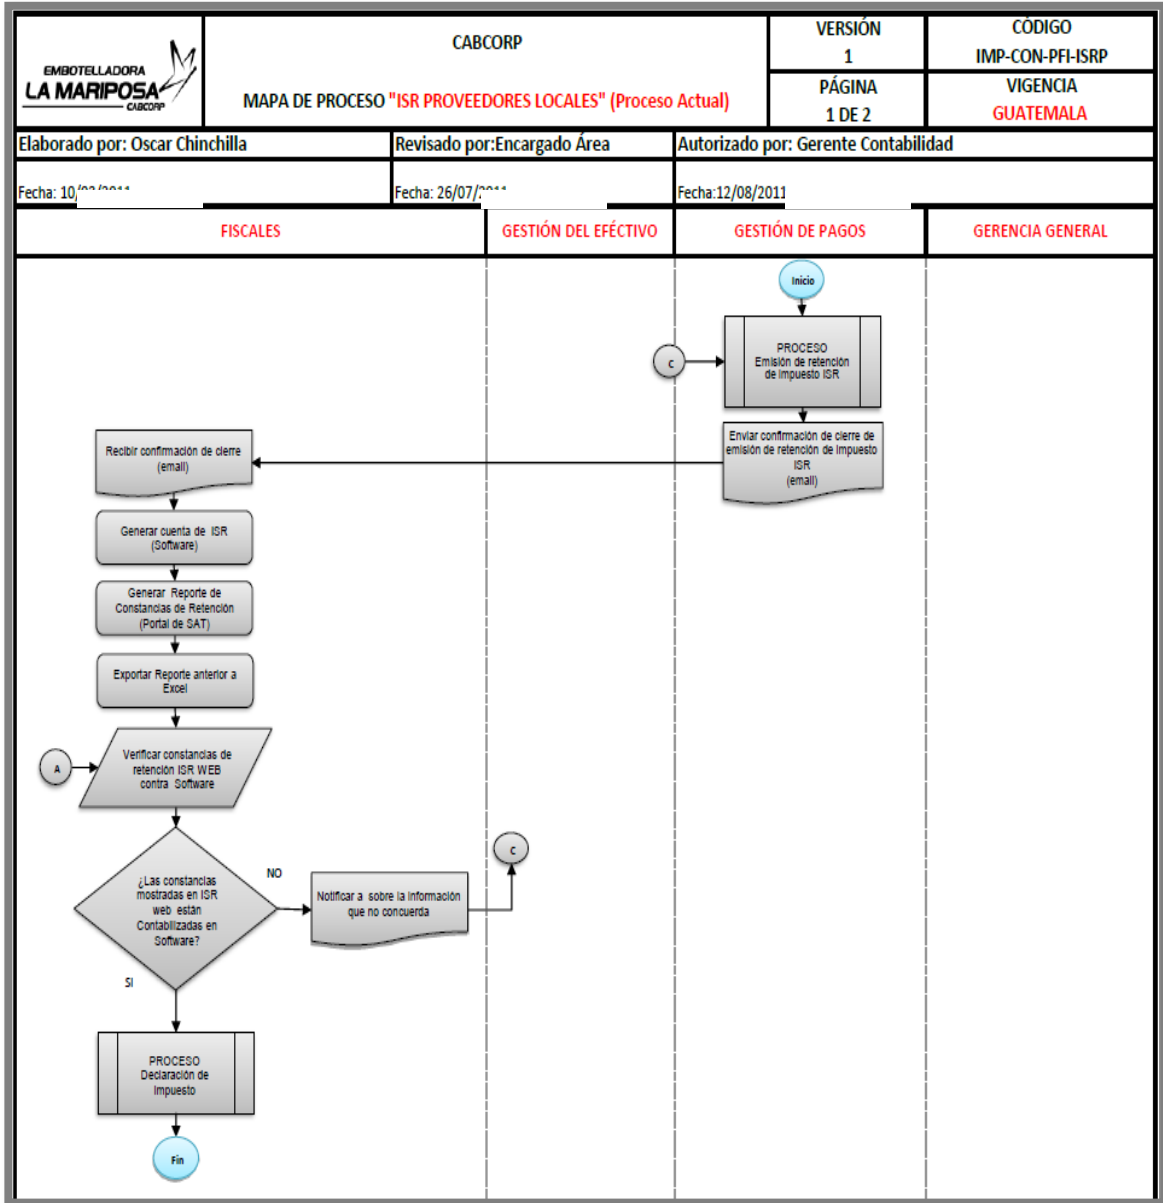 EMBOTELLADORA
LA MARIPOSA
CABCORP
CABCORP
MAPA DE PROCESO "ISR PROVEEDORES LOCALES" (Proceso Actual)
VERSIÓN
1
CÓDIGO
IMP-CON-PFI-ISRP
PÁGINA
1 DE 2
VIGENCIA
GUATEMALA
Elaborado por: Oscar Chinchilla
Revisado por:Encargado Área
Autorizado por: Gerente Contabilidad
Fecha: 10/
Fecha: 26/07/
Fecha:12/08/2011
FISCALES
GESTIÓN DEL EFÉCTIVO
GESTIÓN DE PAGOS
GERENCIA GENERAL
Inicio
PROCESO
Emisión de retención
de impuesto ISR
C
Enviar confirmación de cierre de
emisión de retención de impuesto
ISR
(email)
Recibir confirmación de cierre
(email)
Generar cuenta de ISR
(Software)
Generar Reporte de
Constancias de Retención
(Portal de SAT)
Exportar Reporte anterior a
Excel
Verificar constancias de
retención ISR WEB
contra Software
A
¿Las constancias
mostradas en ISR
web están
Contabilizadas en
Software?
NO
Notificar a sobre la información
que no concuerda
C
SI
PROCESO
Declaración de
Impuesto
Fin